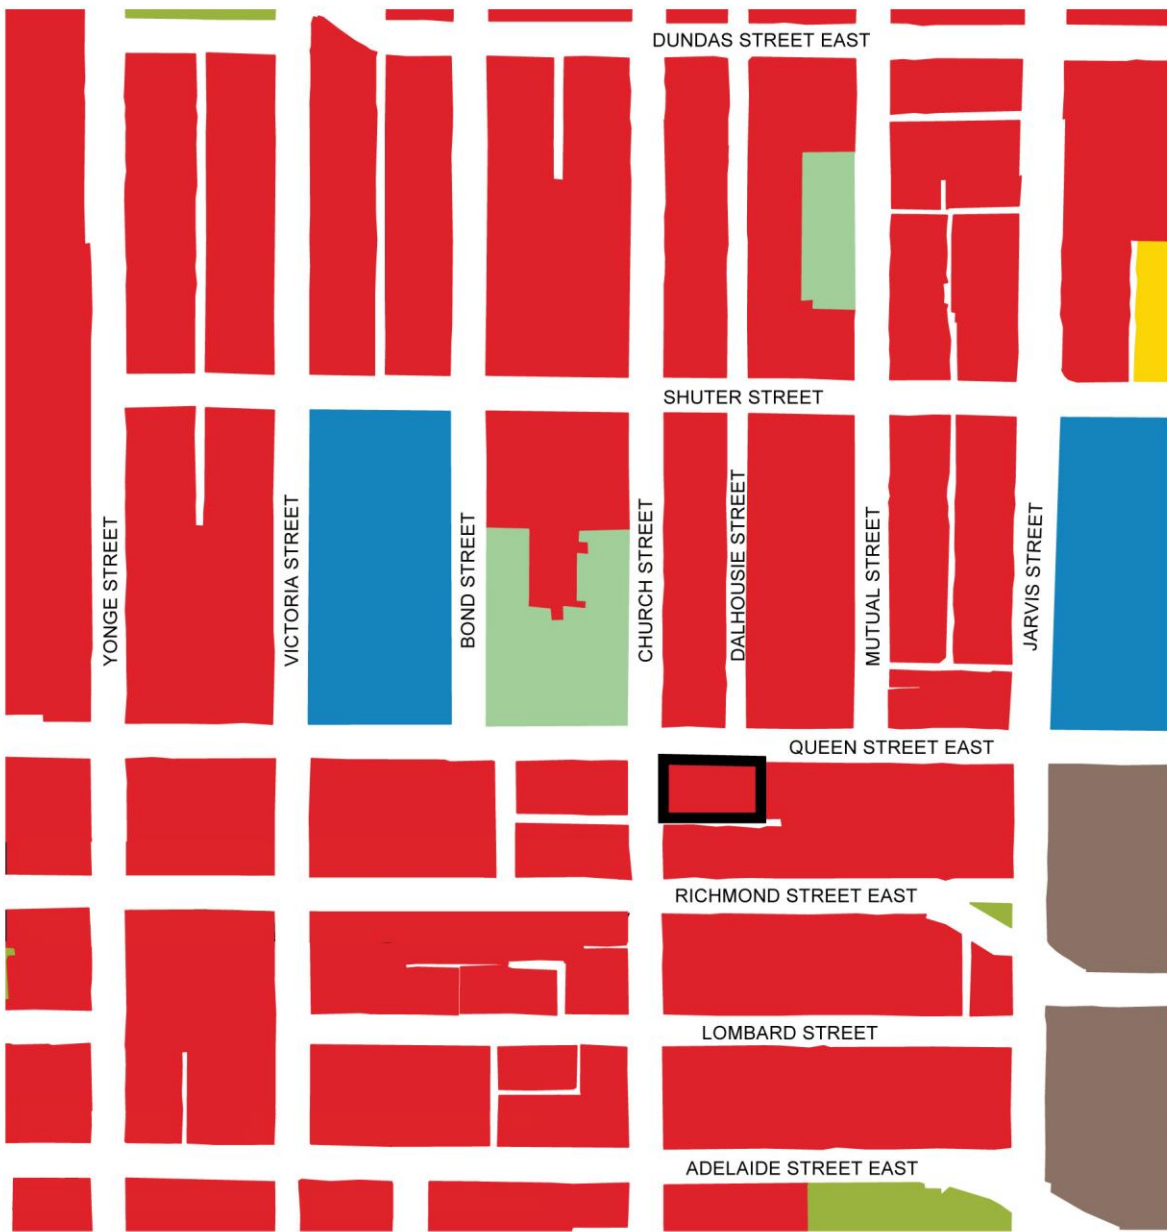 DUNDAS STREET EAST
SHUTER STREET
YONGE STREET
VICTORIA STREET
BOND STREET
CHURCH STREET
DALHOUSIE STREET
MUTUAL STREET
JARVIS STREET
QUEEN STREET EAST
RICHMOND STREET EAST
LOMBARD STREET
ADELAIDE STREET EAST